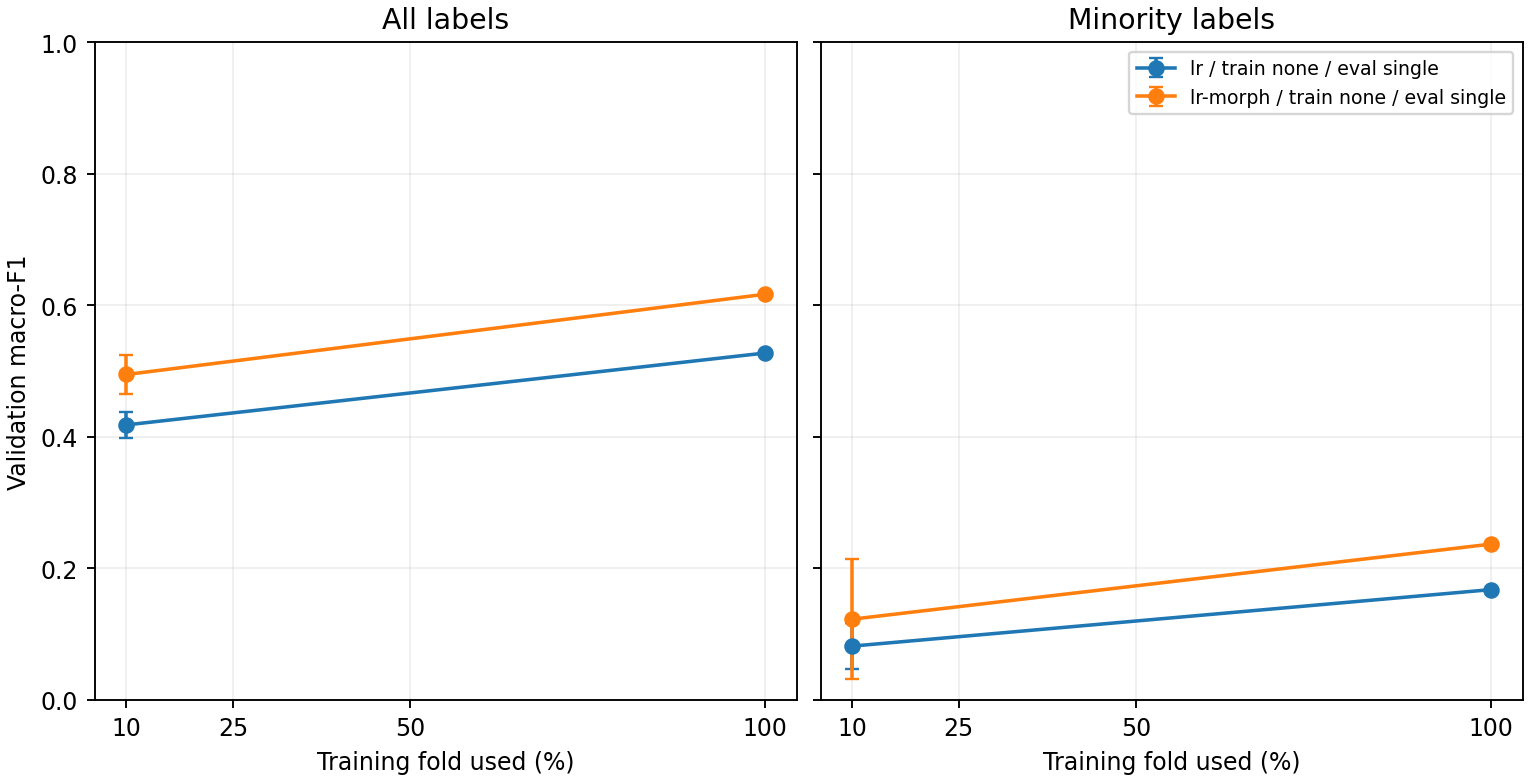 All labels
Minority labels
lr / train none / eval single
lr-morph / train none / eval single
Validation macro-F1
1.0
0.8
0.6
0.4
0.2
0.0
10 25 50 100
10 25 50 100
Training fold used (%)
Training fold used (%)